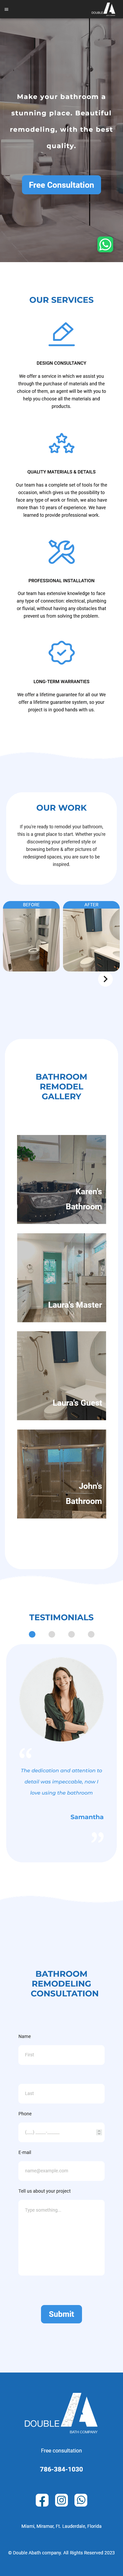 DOUBLE
BATH COMPANY
Make your bathroom a
stunning place. Beautiful
remodeling, with the best
quality.
Free Consultation
OUR SERVICES
DESIGN CONSULTANCY
We offer a service in which we assist you
through the purchase of materials and the
choice of them, an agent will be with you to
help you choose all the materials and
products.
QUALITY MATERIALS & DETAILS
Our team has a complete set of tools for the
occasion, which gives us the possibility to
face any type of work or finish, we also have
more than 10 years of experience. We have
learned to provide professional work.
PROFESSIONAL INSTALLATION
Our team has extensive knowledge to face
any type of connection: electrical, plumbing
or fluvial, without having any obstacles that
prevent us from solving the problem.
LONG-TERM WARRANTIES
We offer a lifetime guarantee for all our We
offer a lifetime guarantee system, so your
project is in good hands with us.
OUR WORK
If you're ready to remodel your bathroom,
this is a great place to start. Whether you're
discovering your preferred style or
browsing before & after pictures of
redesigned spaces, you are sure to be
inspired.
BEFORE
AFTER
BATHROOM
REMODEL
GALLERY
Karen's
Bathroom
Laura's Master
Laura's Guest
John's
Bathroom
TESTIMONIALS
“
The dedication and attention to
detail was impeccable, now I
love using the bathroom
Samantha
”
BATHROOM
REMODELING
CONSULTATION
Name
First
Last
Phone
(__) __-____
E-mail
name@example.com
Tell us about your project
Type something...
Submit
DOUBLE
BATH COMPANY
Free consultation
786-384-1030
Miami, Miramar, Ft. Lauderdale, Florida
© Double Abath company. All Rights Reserved 2023